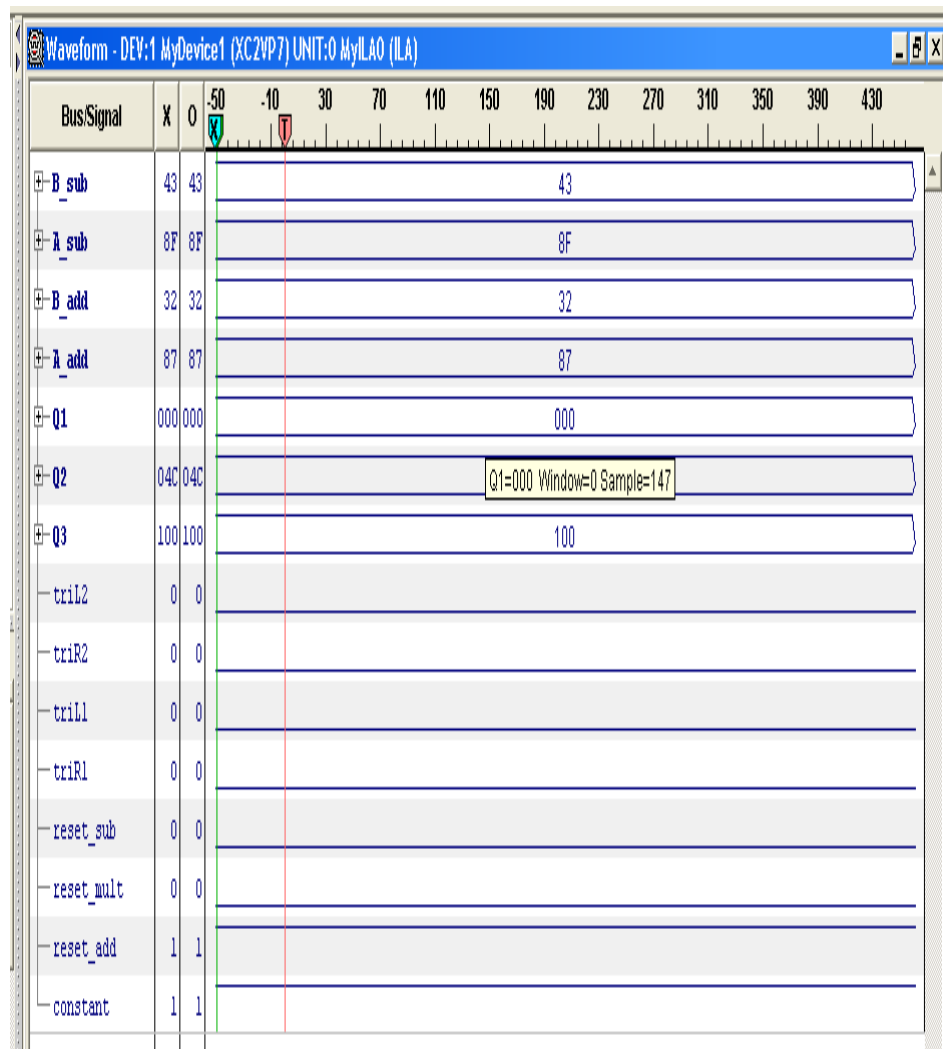 Waveform - DEV:1 MyDevice1 (XC2VP7) UNIT:0 MyILA0 (ILA)
Bus/Signal X O -50 -10 30 70 110 150 190 230 270 310 350 390 430
X T
B_sub 43 43 43
A_sub 8F 8F 8F
B_add 32 32 32
A_add 87 87 87
Q1 000 000 000
Q2 04C 04C Q1=000 Window=0 Sample=147
Q3 100 100 100
triL2 0 0
triR2 0 0
triL1 0 0
triR1 0 0
reset_sub 0 0
reset_mult 0 0
reset_add 1 1
constant 1 1